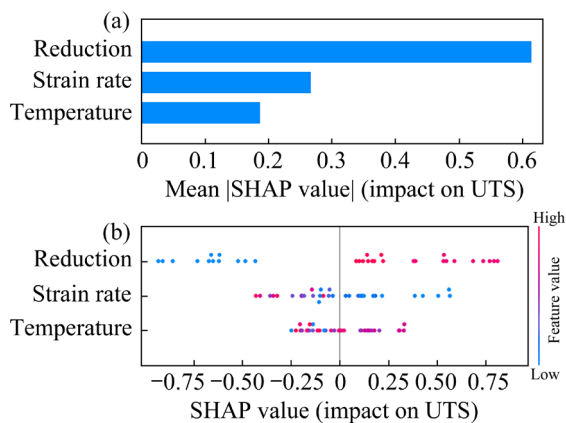 (a)
Reduction
Strain rate
Temperature
0 0.1 0.2 0.3 0.4 0.5 0.6
Mean |SHAP value| (impact on UTS)
(b)
High
Reduction
Strain rate
Temperature
Feature value
Low
−0.75 −0.50 −0.25 0 0.25 0.50 0.75
SHAP value (impact on UTS)